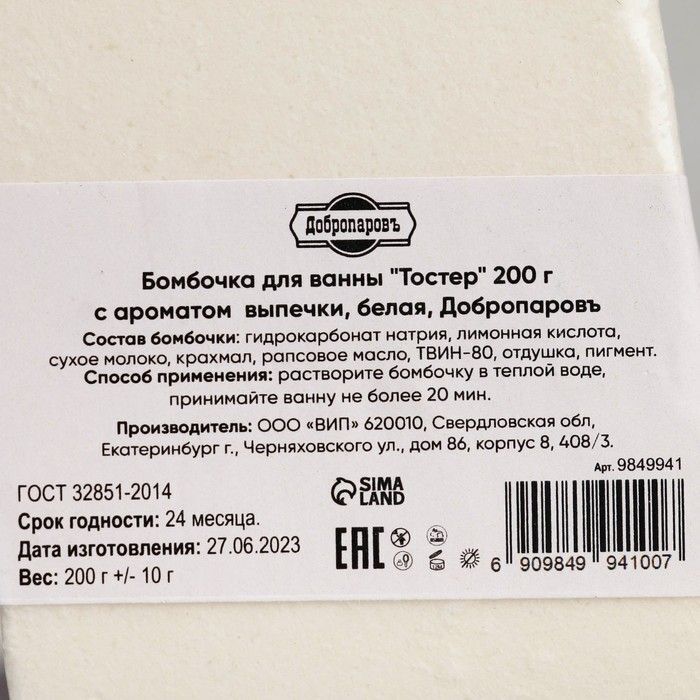 Добропаровъ
Бомбочка для ванны "Тостер" 200 г
с ароматом выпечки, белая, Добропаровъ
Состав бомбочки: гидрокарбонат натрия, лимонная кислота,
сухое молоко, крахмал, рапсовое масло, ТВИН-80, отдушка, пигмент.
Способ применения: растворите бомбочку в теплой воде,
принимайте ванну не более 20 мин.
Производитель: ООО «ВИП» 620010, Свердловская обл,
Екатеринбург г., Черняховского ул., дом 86, корпус 8, 408/3.
Арт. 9849941
ГОСТ 32851-2014
Срок годности: 24 месяца.
Дата изготовления: 27.06.2023
Вес: 200 г +/- 10 г
SIMA
LAND
EAC
6 909849 941007